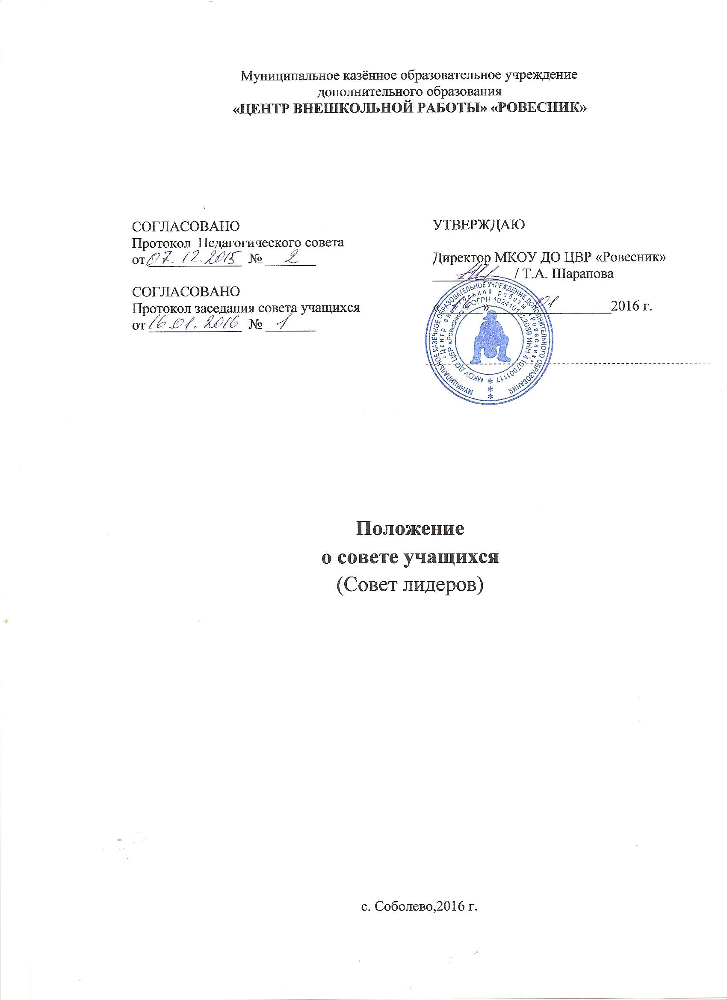 Муниципальное казённое образовательное учреждение
дополнительного образования
«ЦЕНТР ВНЕШКОЛЬНОЙ РАБОТЫ» «РОВЕСНИК»
СОГЛАСОВАНО
Протокол Педагогического совета
от 07.12.2015 № 2
СОГЛАСОВАНО
Протокол заседания совета учащихся
от 16.01.2016 № 1
УТВЕРЖДАЮ
Директор МКОУ ДО ЦВР «Ровесник»
/ Т.А. Шарапова
« » 01 2016 г.
МУНИЦИПАЛЬНОЕ КАЗЁННОЕ ОБРАЗОВАТЕЛЬНОЕ УЧРЕЖДЕНИЕ ДОПОЛНИТЕЛЬНОГО ОБРАЗОВАНИЯ
«Центр внешкольной работы «Ровесник»
МКОУ ДО ЦВР «Ровесник» * ОГРН 1024101222089 ИНН 4107001117
Положение
о совете учащихся
(Совет лидеров)
с. Соболево,2016 г.